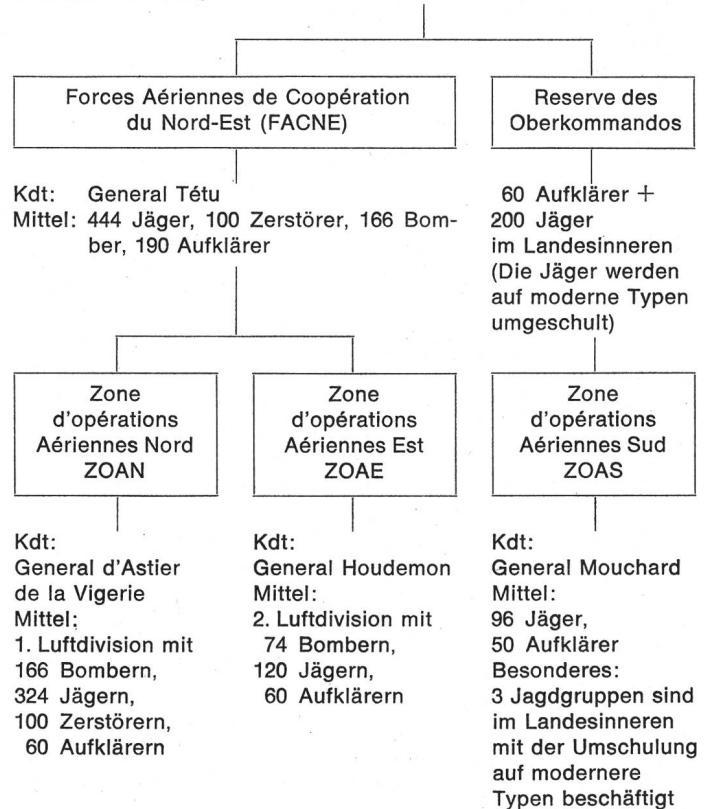 Forces Aériennes de Coopération
du Nord-Est (FACNE)
Reserve des
Oberkommandos
Kdt: General Tétu
Mittel: 444 Jäger, 100 Zerstörer, 166 Bom-
ber, 190 Aufklärer
60 Aufklärer +
200 Jäger
im Landesinneren
(Die Jäger werden
auf moderne Typen
umgeschult)
Zone
d'opérations
Aériennes Nord
ZOAN
Zone
d'opérations
Aériennes Est
ZOAE
Zone
d'opérations
Aériennes Sud
ZOAS
Kdt:
General d'Astier
de la Vigerie
Mittel:
1. Luftdivision mit
166 Bombern,
324 Jägern,
100 Zerstörern,
60 Aufklärern
Kdt:
General Houdemon
Mittel:
2. Luftdivision mit
74 Bombern,
120 Jägern,
60 Aufklärern
Kdt:
General Mouchard
Mittel:
96 Jäger,
50 Aufklärer
Besonderes:
3 Jagdgruppen sind
im Landesinneren
mit der Umschulung
auf modernere
Typen beschäftigt